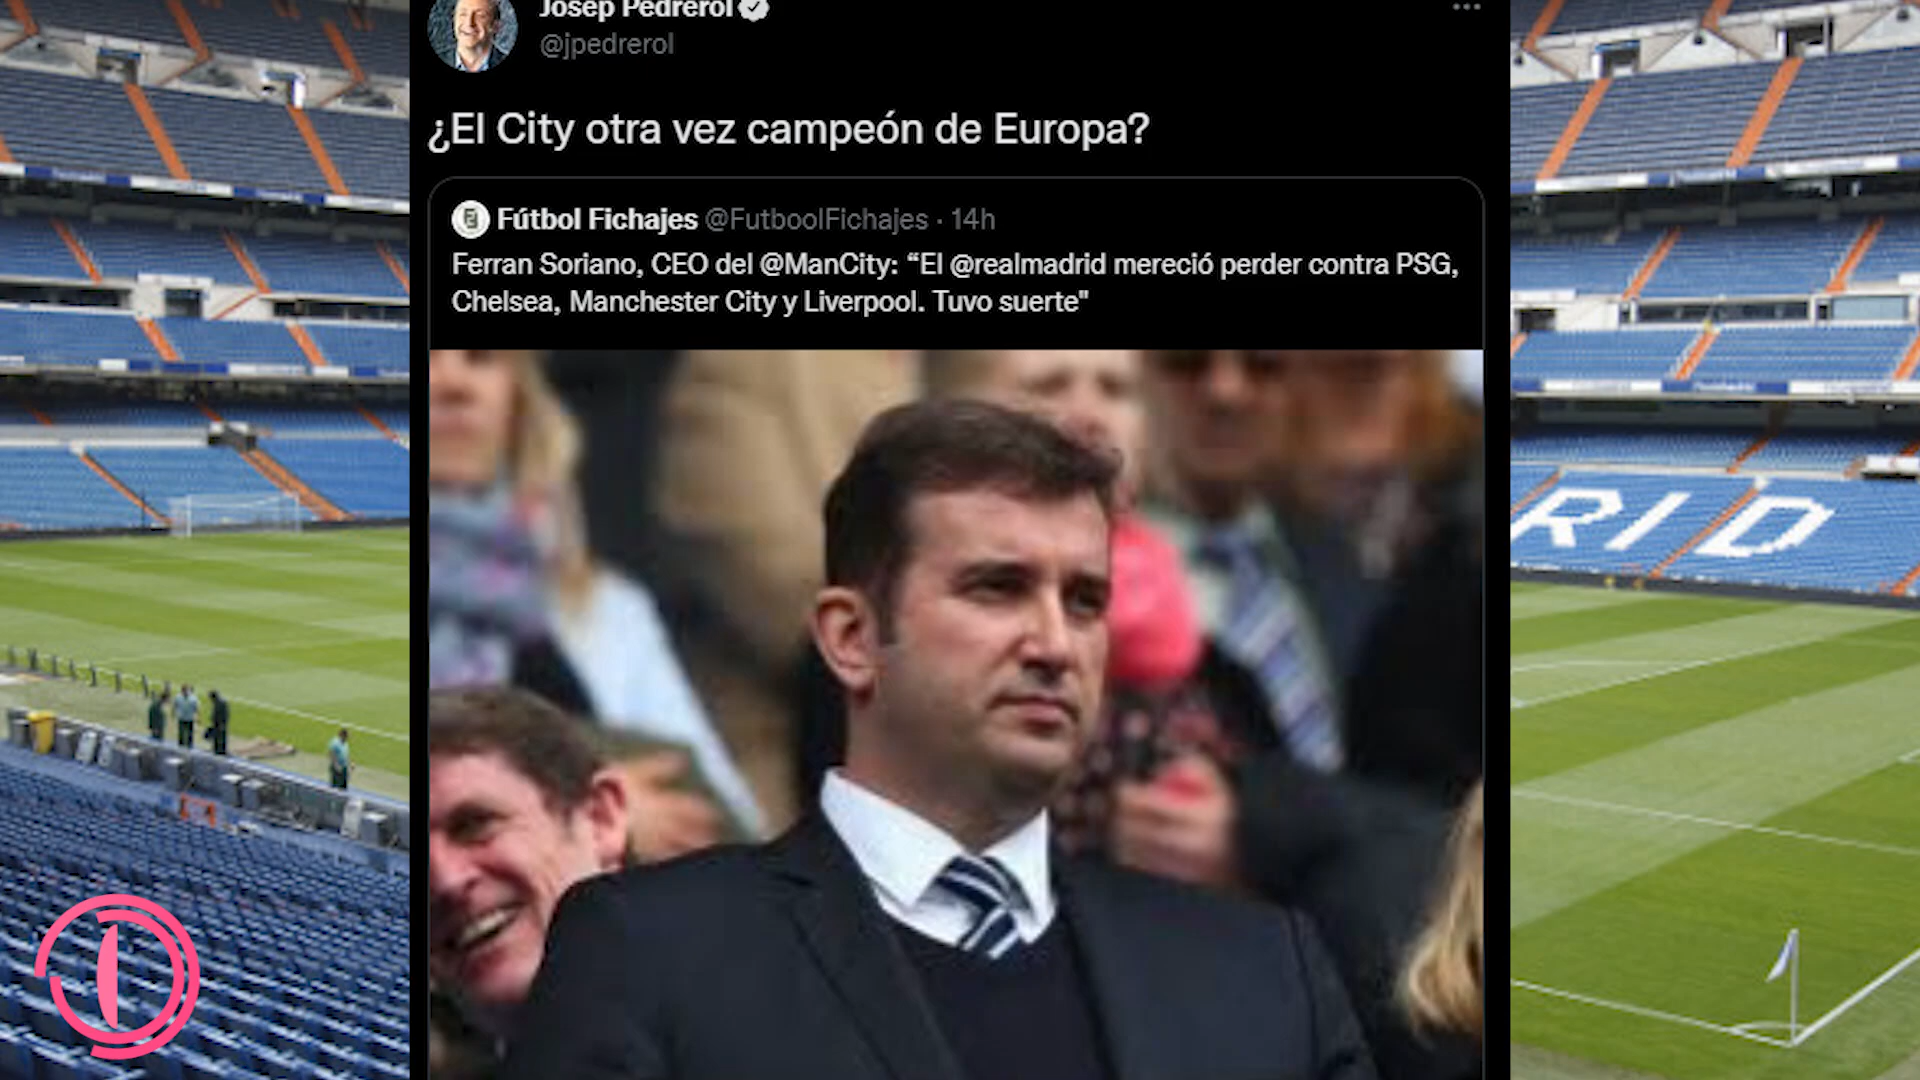 Josep Pedrerol
@jpedrerol
¿El City otra vez campeón de Europa?
Fútbol Fichajes @FutboolFichajes · 14h
Ferran Soriano, CEO del @ManCity: “El @realmadrid mereció perder contra PSG,
Chelsea, Manchester City y Liverpool. Tuvo suerte"
RID